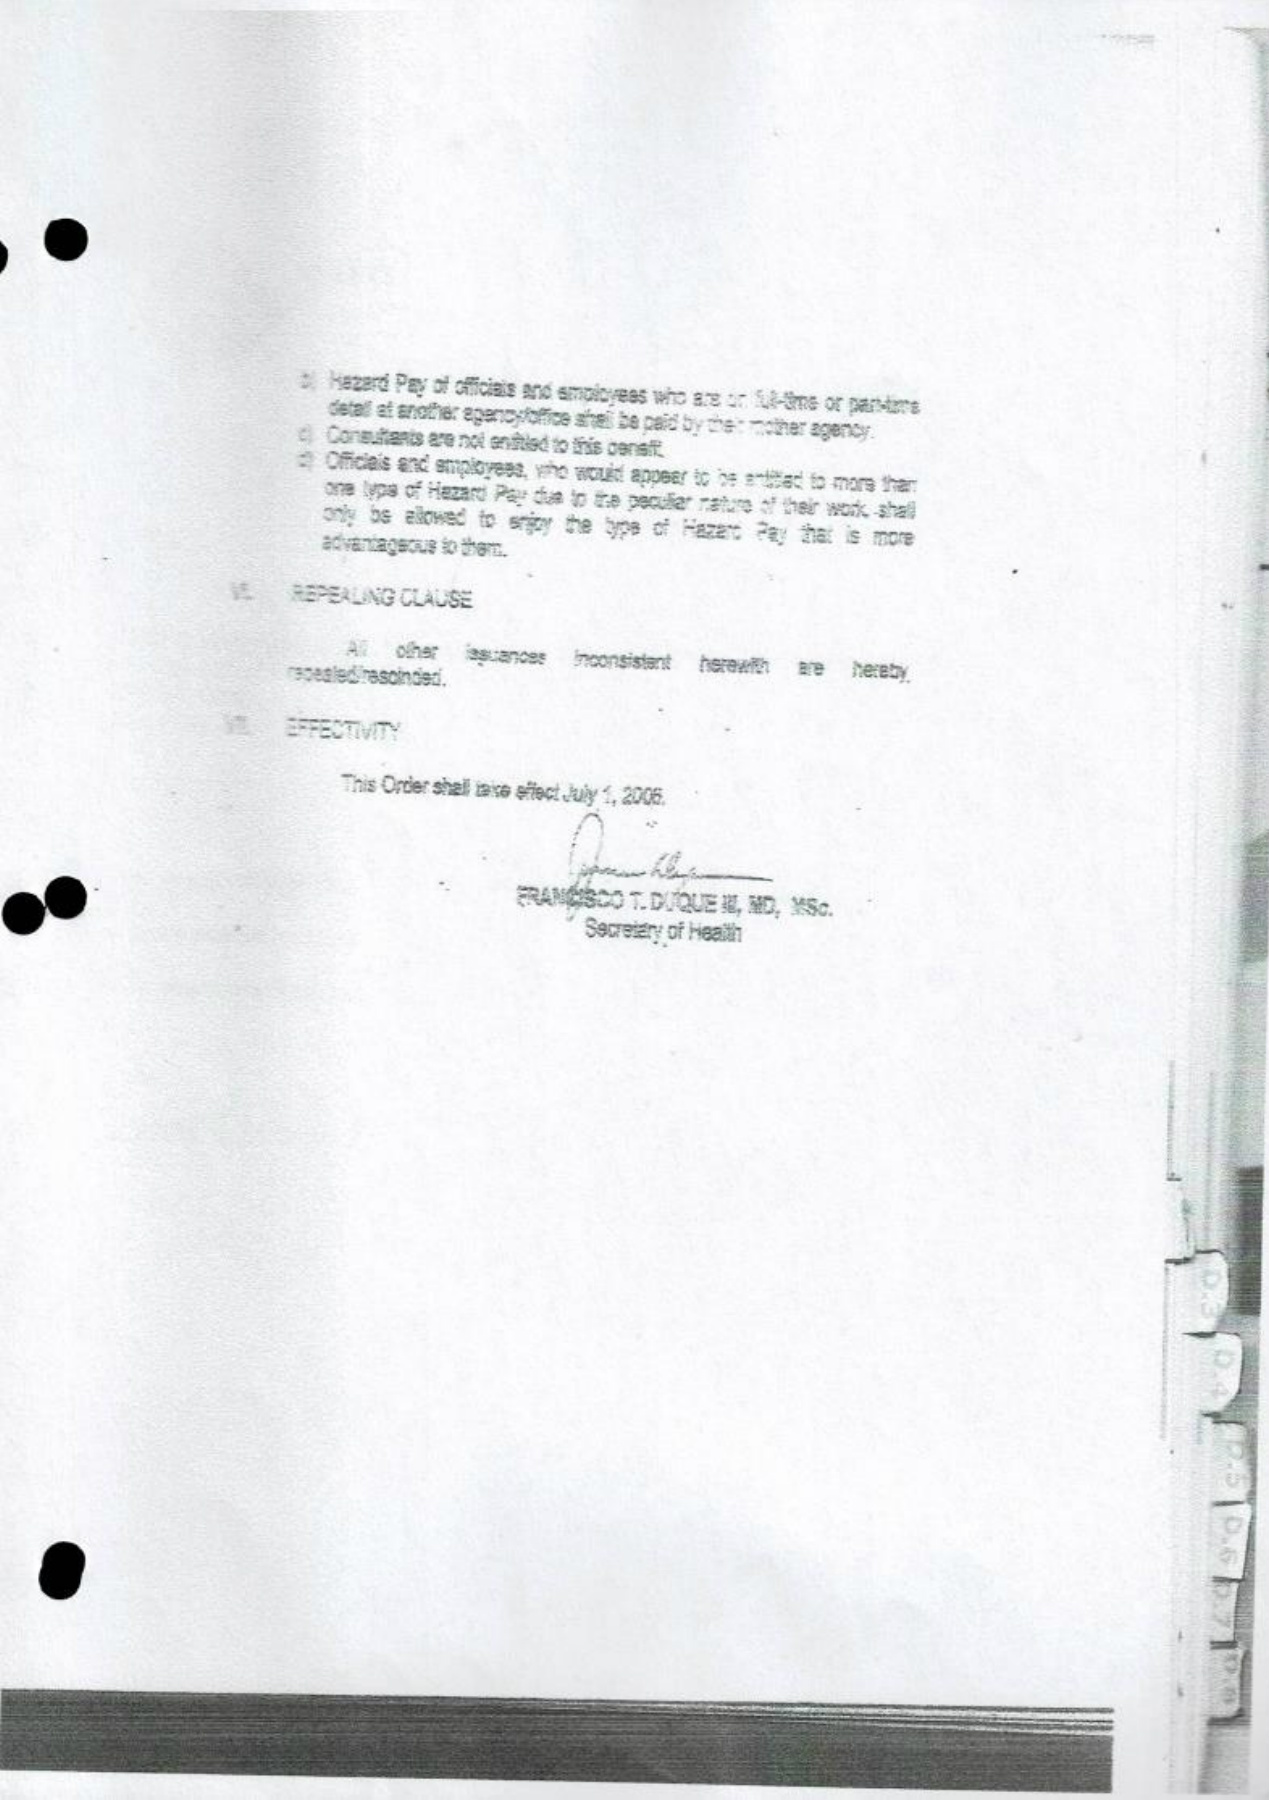 b) Hazard Pay of officials and employees who are on full-time or part-time
detail at another agency/office shall be paid by their mother agency.
c) Consultants are not entitled to this benefit.
d) Officials and employees, who would appear to be entitled to more than
one type of Hazard Pay due to the peculiar nature of their work shall
only be allowed to enjoy the type of Hazard Pay that is more
advantageous to them.
VI. REPEALING CLAUSE
All other issuances inconsistent herewith are hereby
repealed/rescinded.
VII. EFFECTIVITY
This Order shall take effect July 1, 2006.
FRANCISCO T. DUQUE III, MD, MSc.
Secretary of Health
D.3
D.4
D.5
D.6
D.7
D.8